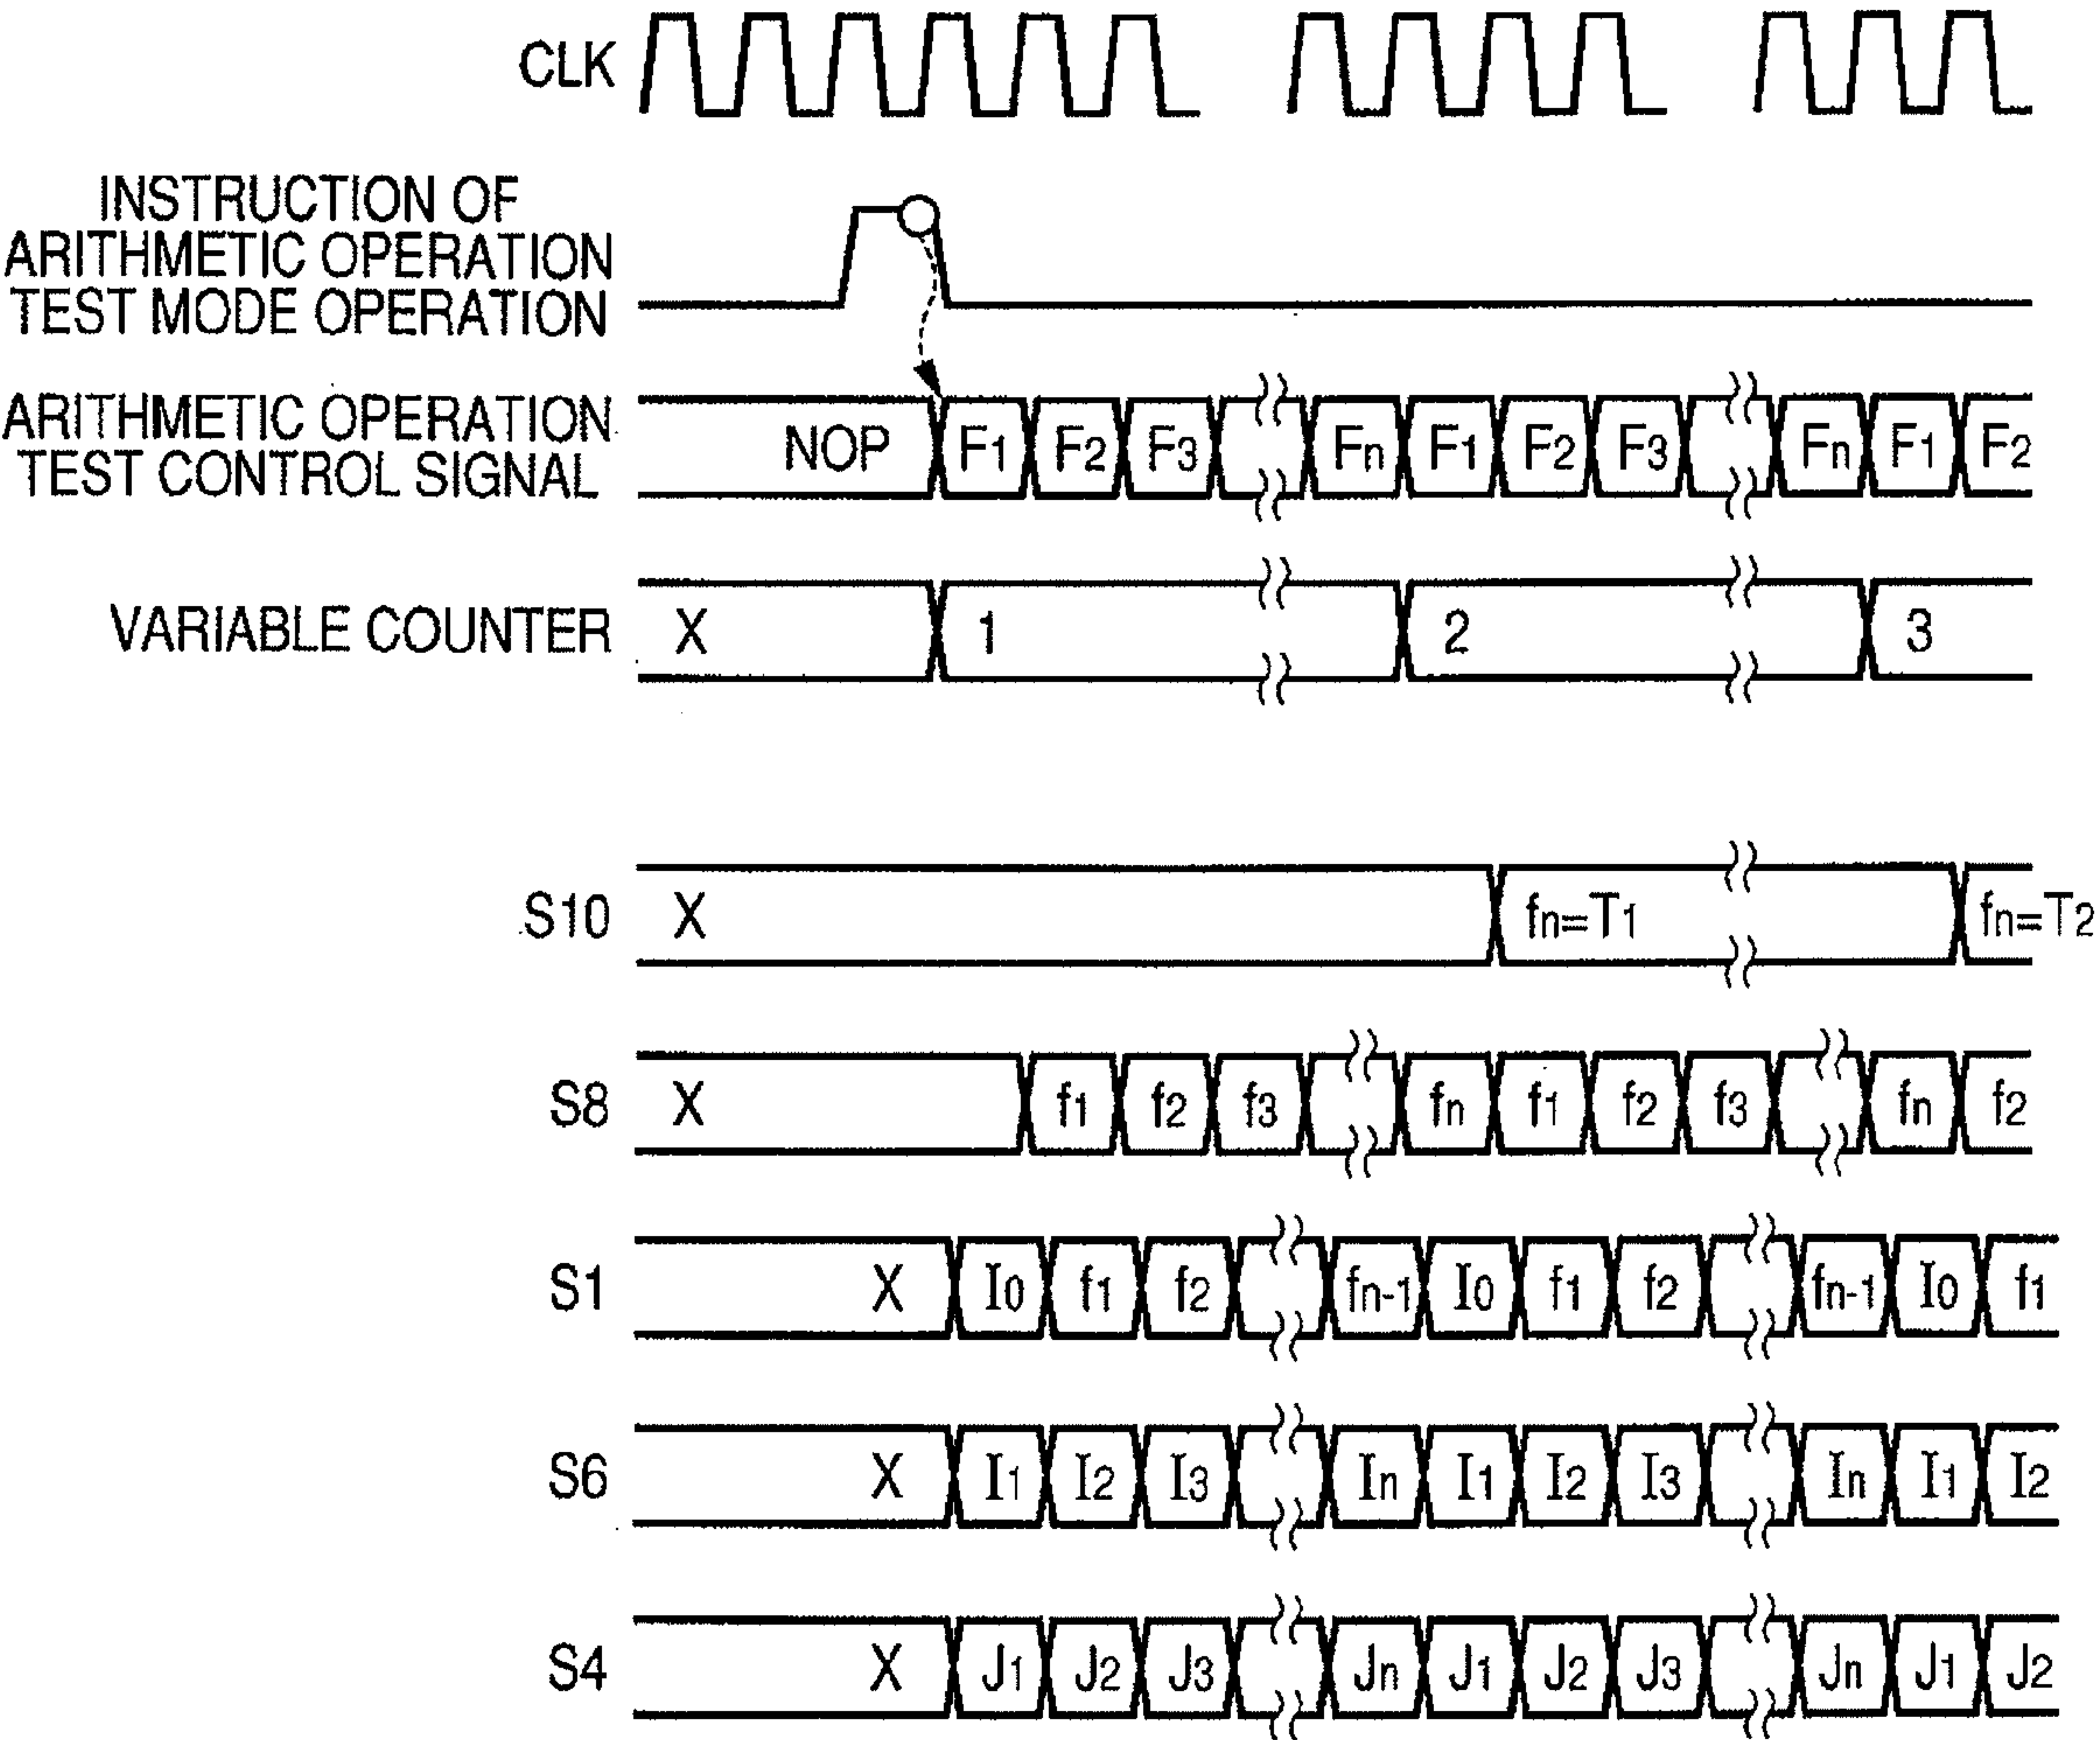 CLK
INSTRUCTION OF
ARITHMETIC OPERATION
TEST MODE OPERATION
ARITHMETIC OPERATION
TEST CONTROL SIGNAL
NOP F1 F2 F3 Fn F1 F2 F3 Fn F1 F2
VARIABLE COUNTER X 1 2 3
S10 X fn=T1 fn=T2
S8 X f1 f2 f3 fn f1 f2 f3 fn f2
S1 X I0 f1 f2 fn-1 I0 f1 f2 fn-1 I0 f1
S6 X I1 I2 I3 In I1 I2 I3 In I1 I2
S4 X J1 J2 J3 Jn J1 J2 J3 Jn J1 J2